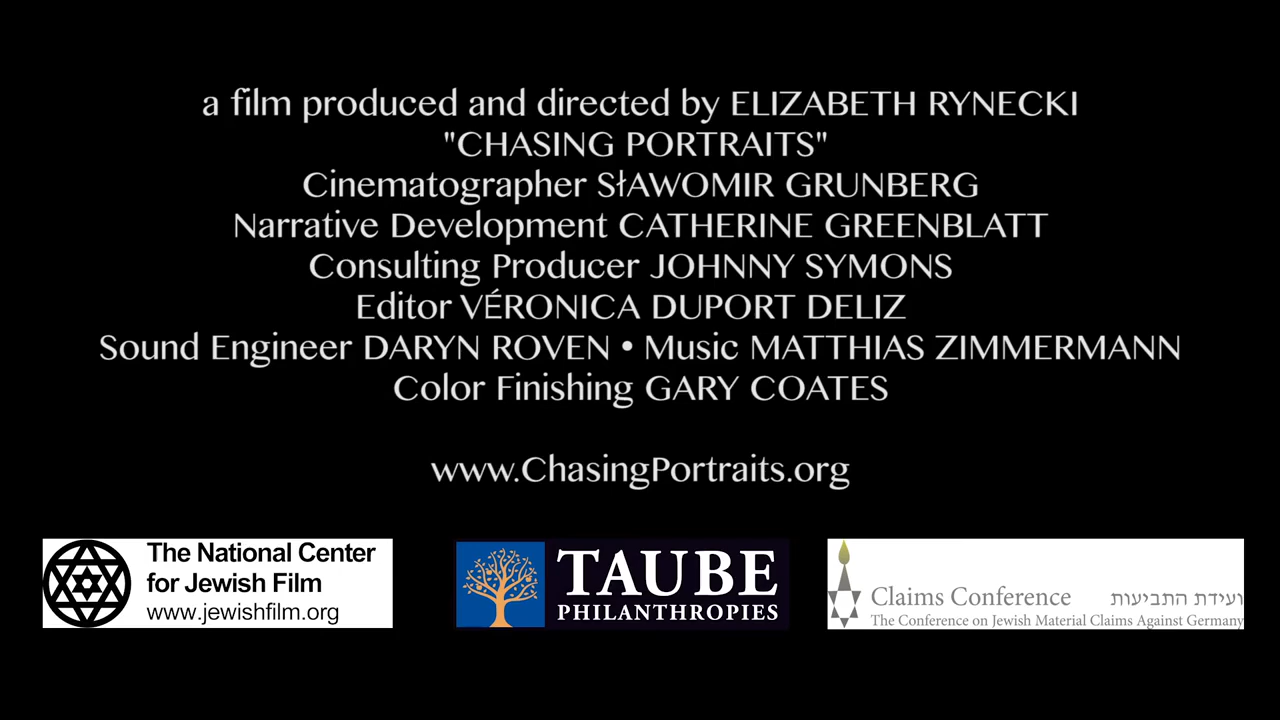 a film produced and directed by ELIZABETH RYNECKI
"CHASING PORTRAITS"
Cinematographer SłAWOMIR GRUNBERG
Narrative Development CATHERINE GREENBLATT
Consulting Producer JOHNNY SYMONS
Editor VÉRONICA DUPORT DELIZ
Sound Engineer DARYN ROVEN • Music MATTHIAS ZIMMERMANN
Color Finishing GARY COATES
www.ChasingPortraits.org
The National Center
for Jewish Film
www.jewishfilm.org
TAUBE
PHILANTHROPIES
Claims Conference ועידת התביעות
The Conference on Jewish Material Claims Against Germany